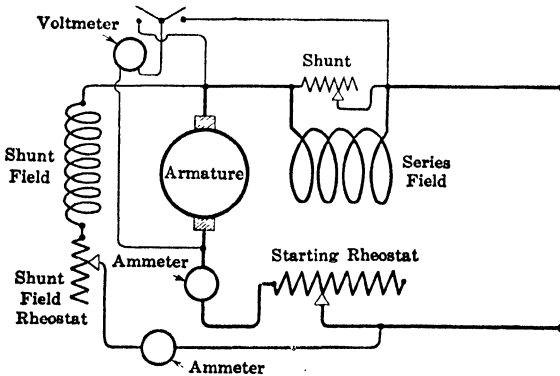 Voltmeter
Shunt
Shunt
Field
Armature
Series
Field
Ammeter
Starting Rheostat
Shunt
Field
Rheostat
Ammeter